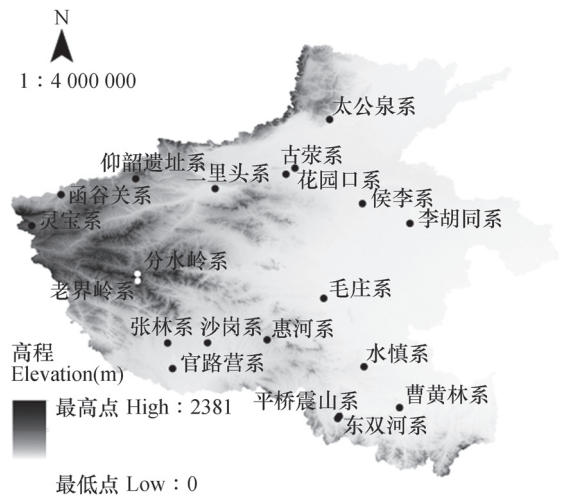 N
1：4 000 000
太公泉系
古荥系
仰韶遗址系
二里头系
花园口系
函谷关系
侯李系
灵宝系
李胡同系
分水岭系
老界岭系
毛庄系
张林系
沙岗系
惠河系
高程
Elevation(m)
官路营系
水慎系
最高点 High：2381
平桥震山系
曹黄林系
东双河系
最低点 Low：0